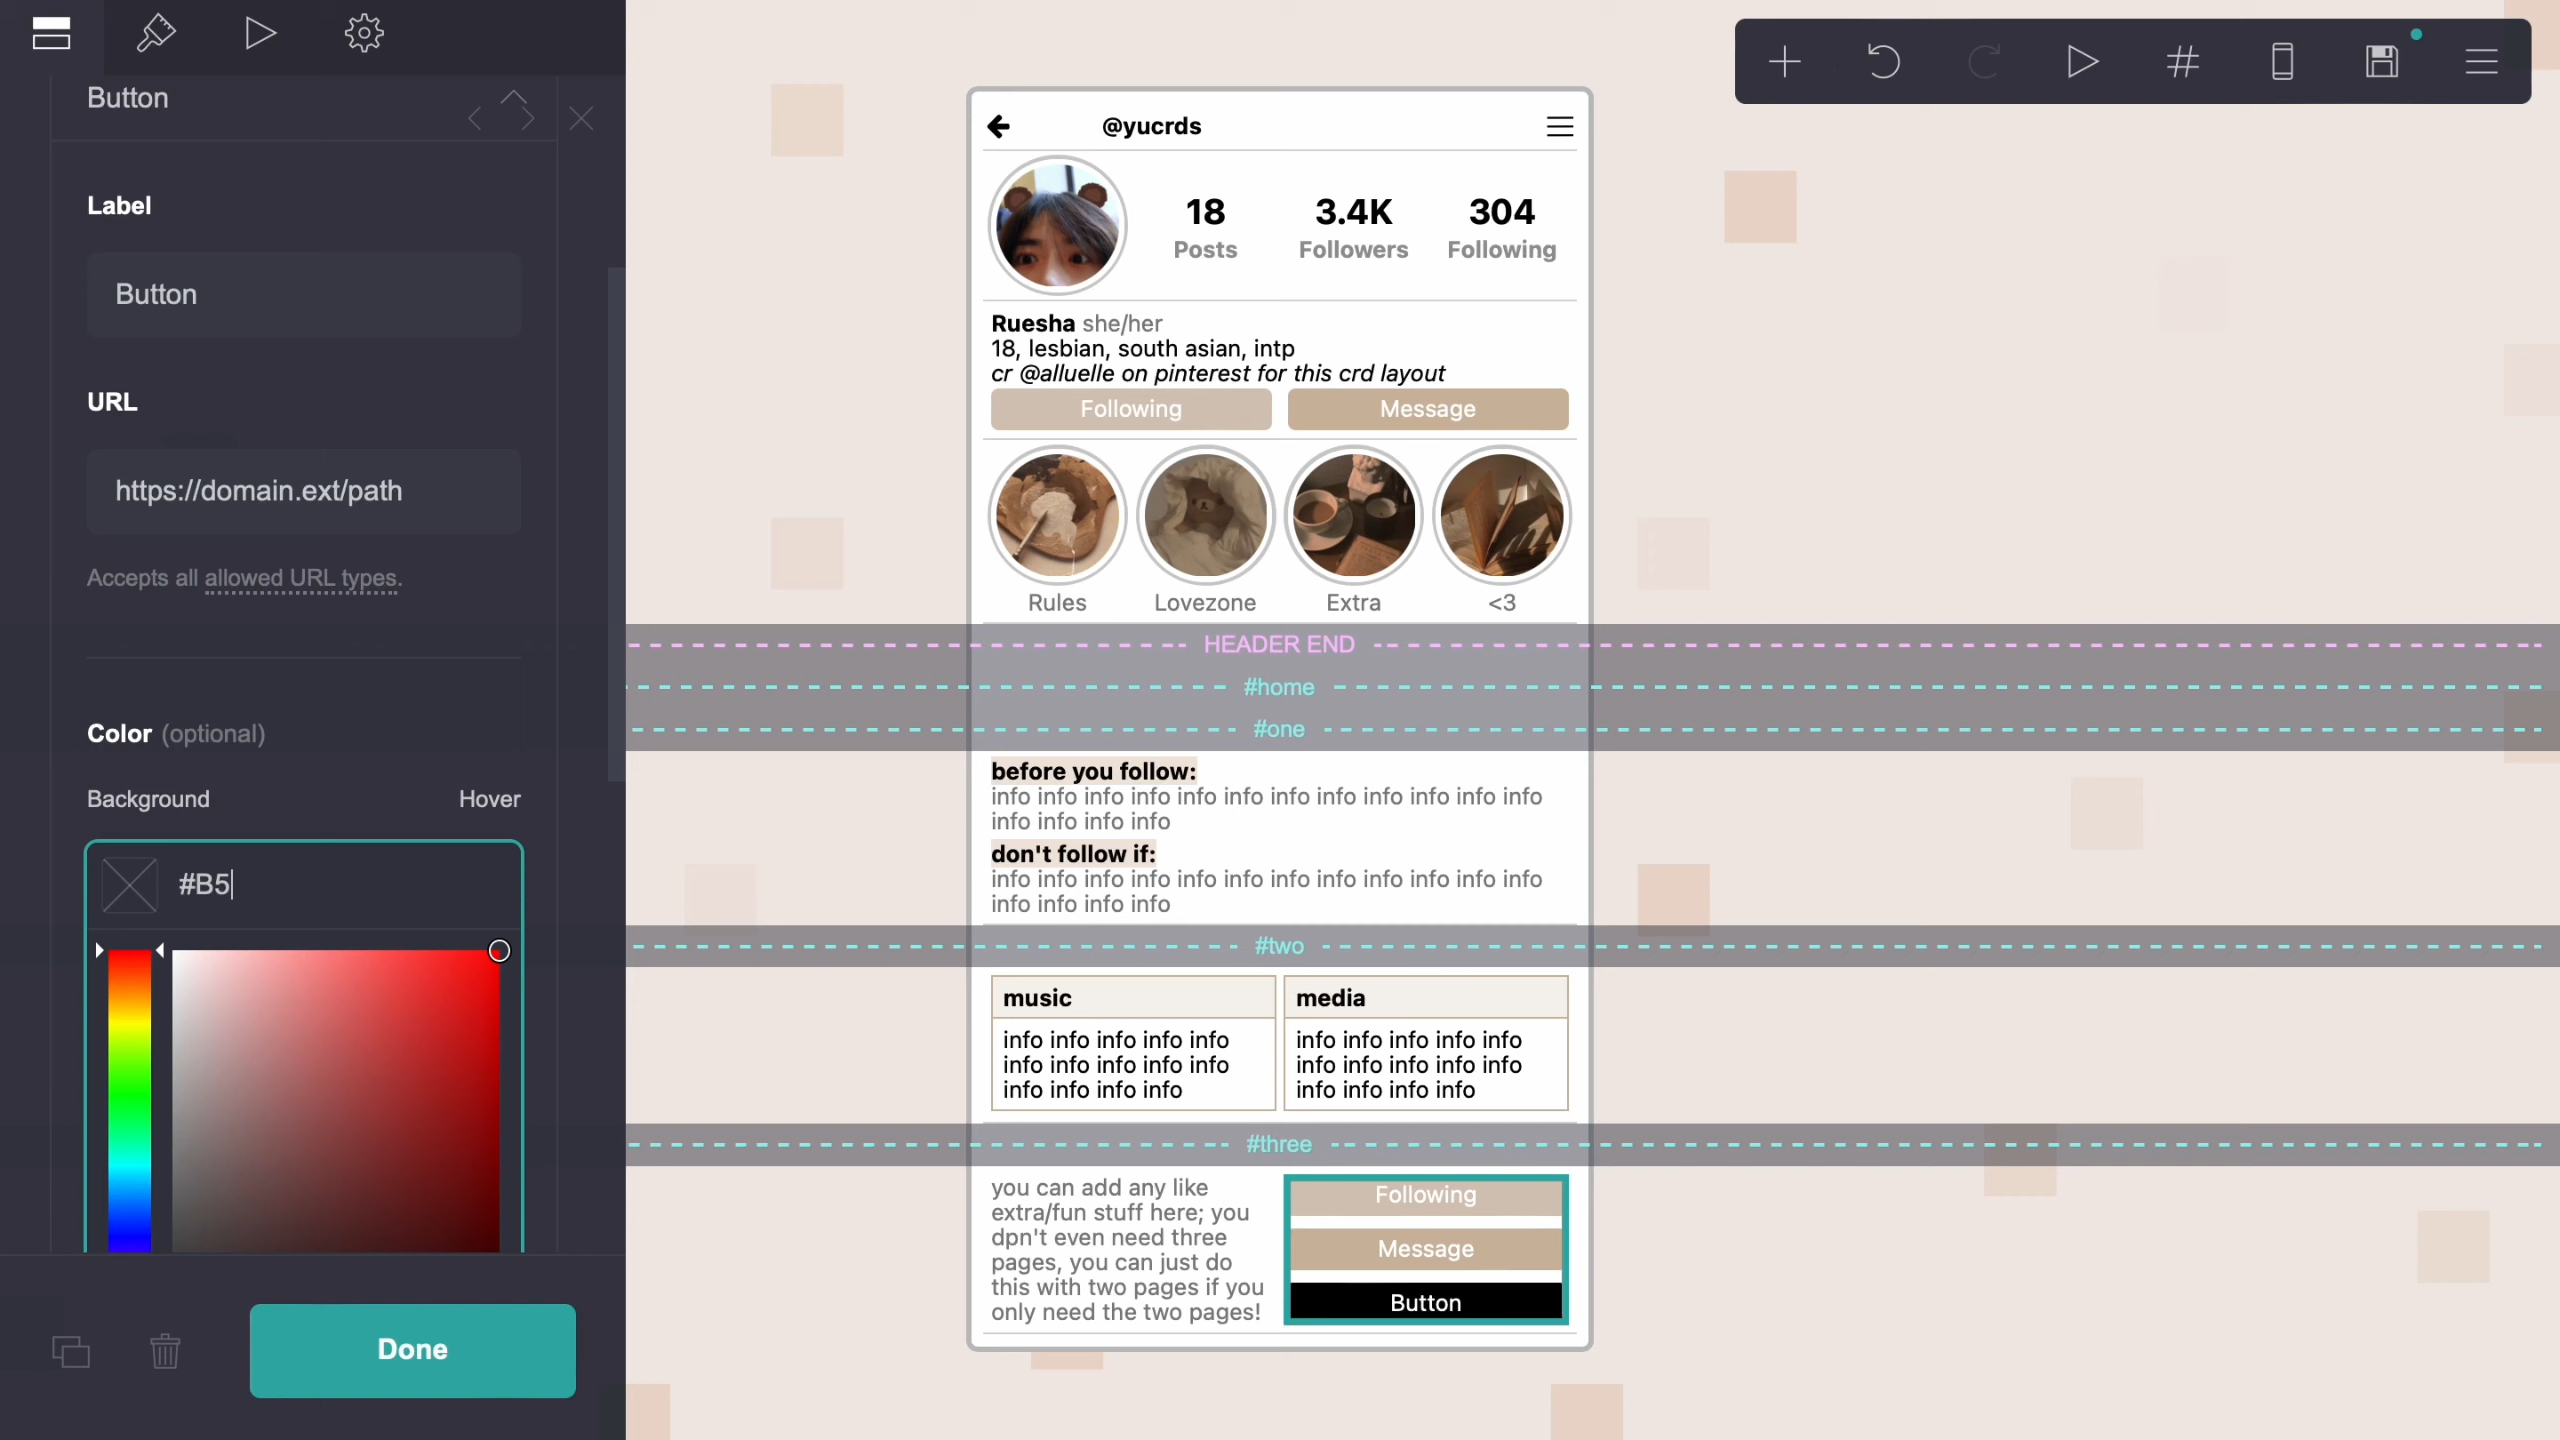 Button
Label
Button
URL
https://domain.ext/path
Accepts all allowed URL types.
Color (optional)
Background Hover
#B5
Done
@yucrds
18 3.4K 304
Posts Followers Following
Ruesha she/her
18, lesbian, south asian, intp
cr @alluelle on pinterest for this crd layout
Following Message
Rules Lovezone Extra <3
HEADER END
#home
#one
before you follow:
info info info info info info info info info info info info
info info info info
don't follow if:
info info info info info info info info info info info info
info info info info
#two
music
info info info info info
info info info info info
info info info info
media
info info info info info
info info info info info
info info info info
#three
you can add any like
extra/fun stuff here; you
dpn't even need three
pages, you can just do
this with two pages if you
only need the two pages!
Following
Message
Button